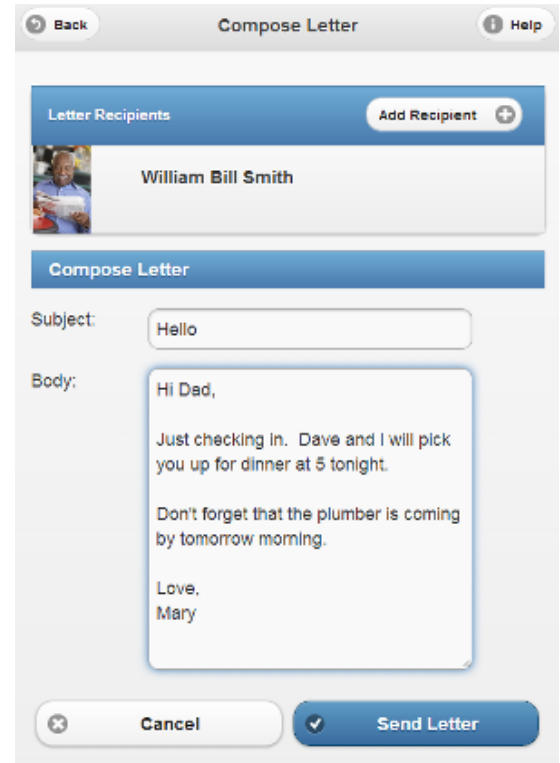 Back
Compose Letter
Help
Letter Recipients
Add Recipient
William Bill Smith
Compose Letter
Subject:
Hello
Body:
Hi Dad,
Just checking in.  Dave and I will pick
you up for dinner at 5 tonight.
Don't forget that the plumber is coming
by tomorrow morning.
Love,
Mary
Cancel
Send Letter